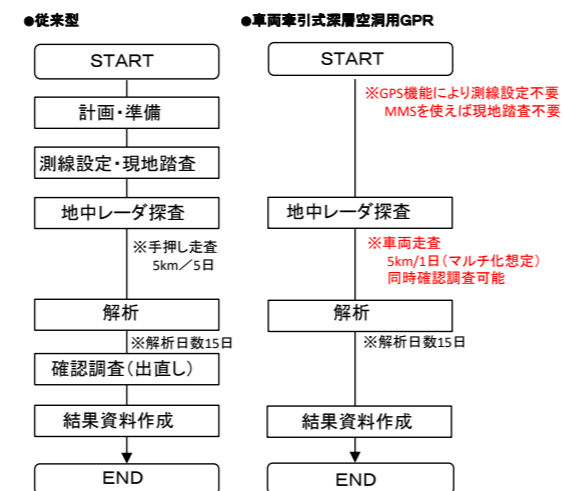 ●従来型
START
計画・準備
測線設定・現地踏査
地中レーダ探査
※手押し走査
5km／5日
解析
※解析日数15日
確認調査（出直し）
結果資料作成
END
●車両牽引式深層空洞用GPR
START
※GPS機能により測線設定不要
MMSを使えば現地踏査不要
地中レーダ探査
※車両走査
5km/1日（マルチ化想定）
同時確認調査可能
解析
※解析日数15日
結果資料作成
END